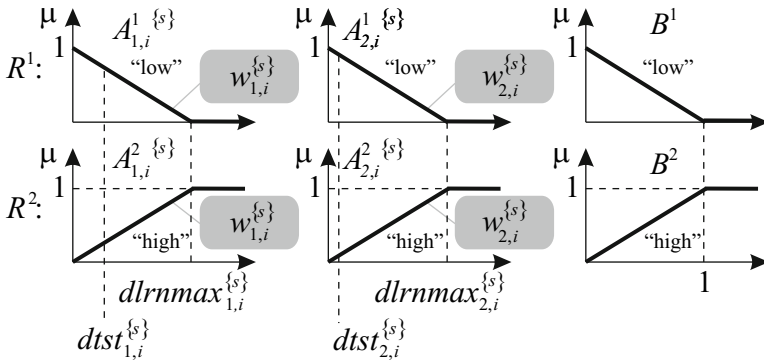 μ A_{1,i}^{1 {s}} μ A_{2,i}^{1 {s}} μ B^1
1 1 1
R^1: "low" w_{1,i}^{{s}} "low" w_{2,i}^{{s}} "low"
μ A_{1,i}^{2 {s}} μ A_{2,i}^{2 {s}} μ B^2
1 1 1
R^2: "high" w_{1,i}^{{s}} "high" w_{2,i}^{{s}} "high"
dlrnmax_{1,i}^{{s}} dlrnmax_{2,i}^{{s}} 1
dtst_{1,i}^{{s}} dtst_{2,i}^{{s}}